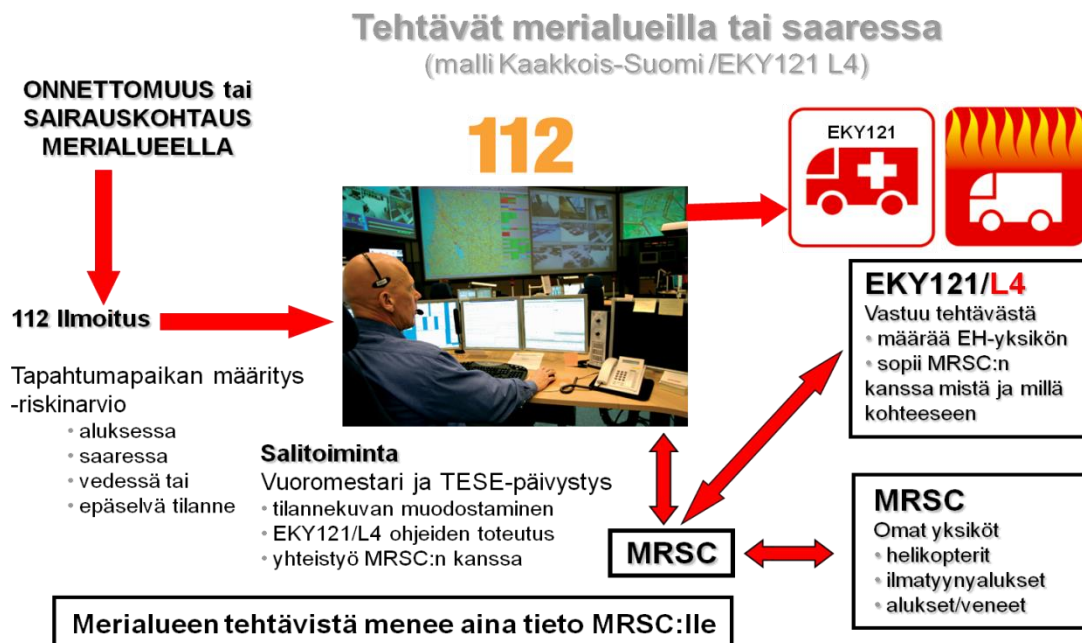 Tehtävät merialueilla tai saaressa
(malli Kaakkois-Suomi /EKY121 L4)
ONNETTOMUUS tai
SAIRAUSKOHTAUS
MERIALUEELLA
112
EKY121
112 Ilmoitus
Tapahtumapaikan määritys
-riskinarvio
• aluksessa
• saaressa
• vedessä tai
• epäselvä tilanne
Salitoiminta
Vuoromestari ja TESE-päivystys
• tilannekuvan muodostaminen
• EKY121/L4 ohjeiden toteutus
• yhteistyö MRSC:n kanssa
EKY121/L4
Vastuu tehtävästä
• määrää EH-yksikön
• sopii MRSC:n
kanssa mistä ja millä
kohteeseen
MRSC
MRSC
Omat yksiköt
• helikopterit
• ilmatyynyalukset
• alukset/veneet
Merialueen tehtävistä menee aina tieto MRSC:lle